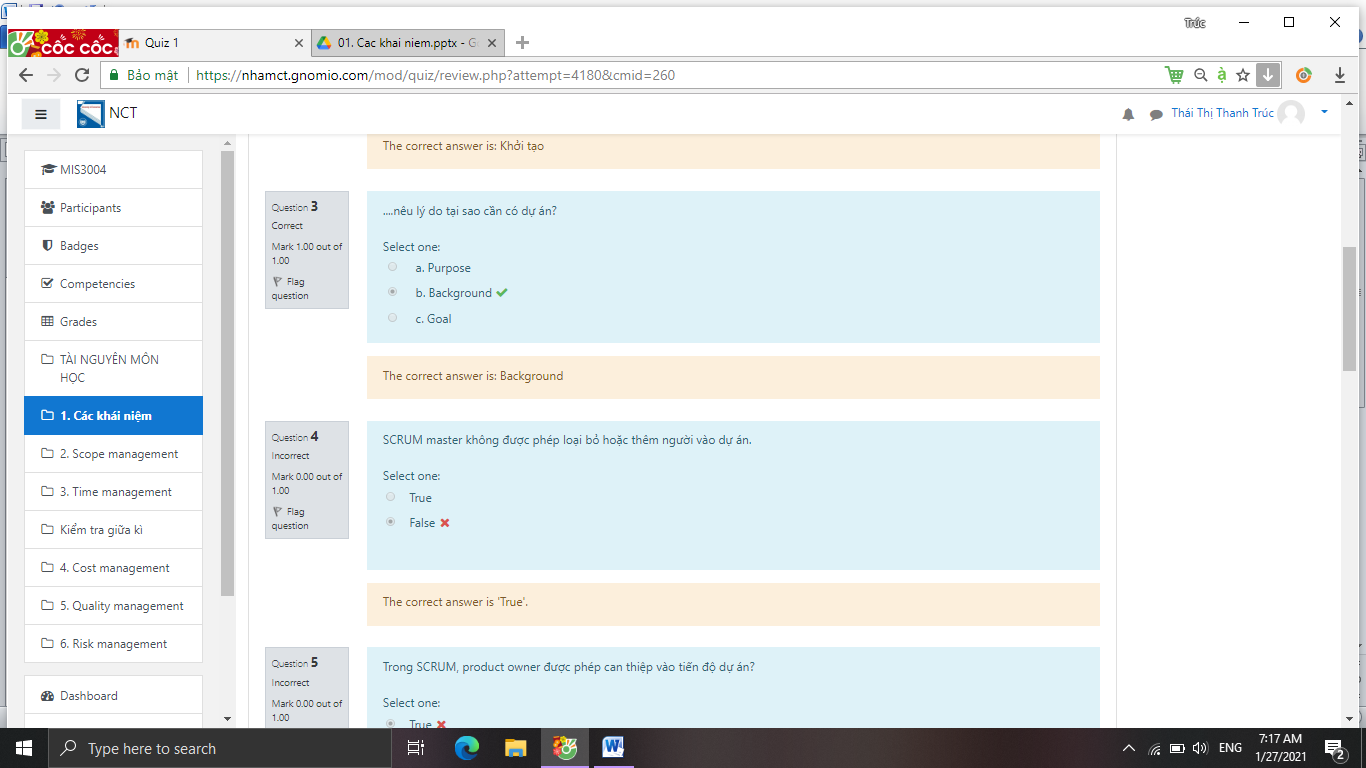 Trúc
CỐC CỐC
Quiz 1
01. Cac khai niem.pptx - G
Bảo mật
https://nhamct.gnomio.com/mod/quiz/review.php?attempt=4180&cmid=260
NCT
Thái Thị Thanh Trúc
MIS3004
Participants
Badges
Competencies
Grades
TÀI NGUYÊN MÔN
HỌC
1. Các khái niệm
2. Scope management
3. Time management
Kiểm tra giữa kì
4. Cost management
5. Quality management
6. Risk management
Dashboard
The correct answer is: Khởi tạo
Question 3
Correct
Mark 1.00 out of
1.00
Flag
question
....nêu lý do tại sao cần có dự án?
Select one:
a. Purpose
b. Background
c. Goal
The correct answer is: Background
Question 4
Incorrect
Mark 0.00 out of
1.00
Flag
question
SCRUM master không được phép loại bỏ hoặc thêm người vào dự án.
Select one:
True
False
The correct answer is 'True'.
Question 5
Incorrect
Mark 0.00 out of
1.00
Trong SCRUM, product owner được phép can thiệp vào tiến độ dự án?
Select one:
True
Type here to search
ENG
7:17 AM
1/27/2021
2